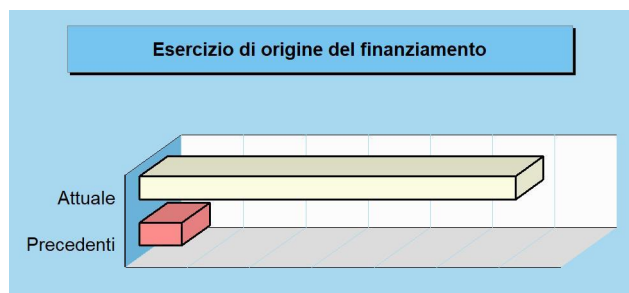 Esercizio di origine del finanziamento
Attuale
Precedenti